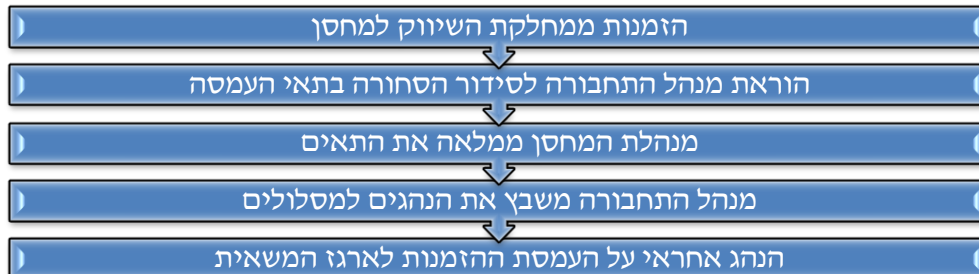 הזמנות ממחלקת השיווק למחסן
הוראת מנהל התחבורה לסידור הסחורה בתאי העמסה
מנהלת המחסן ממלאה את התאים
מנהל התחבורה משבץ את הנהגים למסלולים
הנהג אחראי על העמסת ההזמנות לארגז המשאית